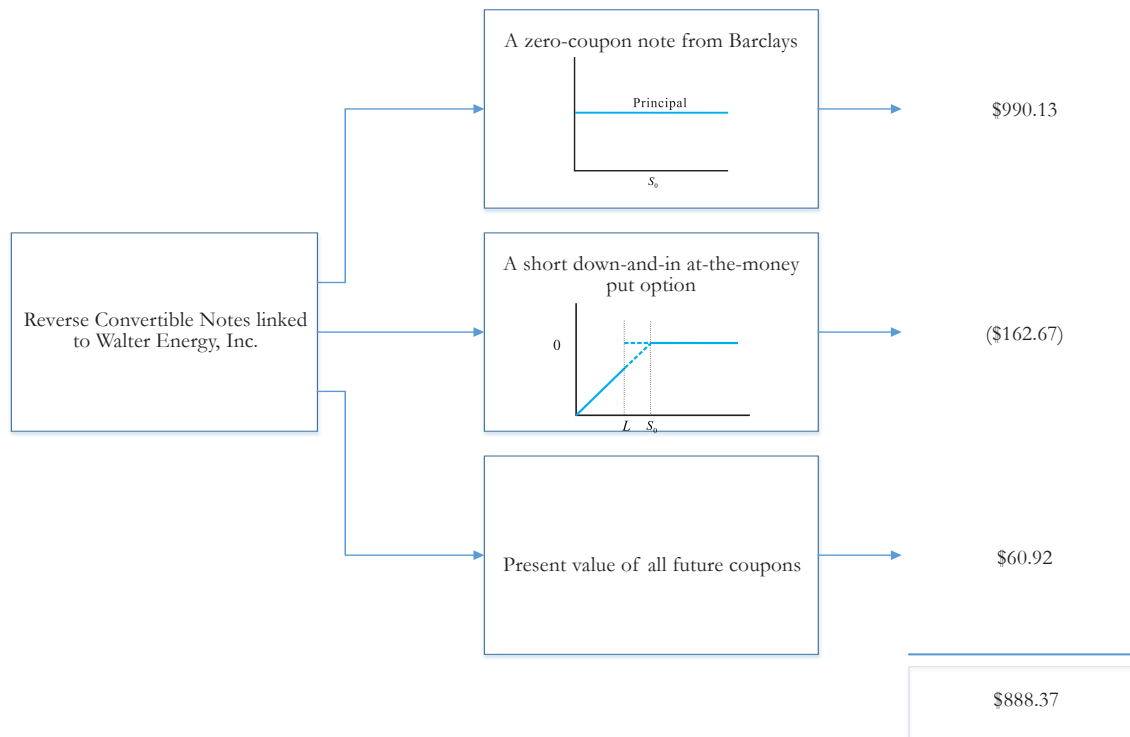 A zero-coupon note from Barclays
Principal
S₀
$990.13
Reverse Convertible Notes linked
to Walter Energy, Inc.
A short down-and-in at-the-money
put option
0
L S₀
($162.67)
Present value of all future coupons
$60.92
$888.37